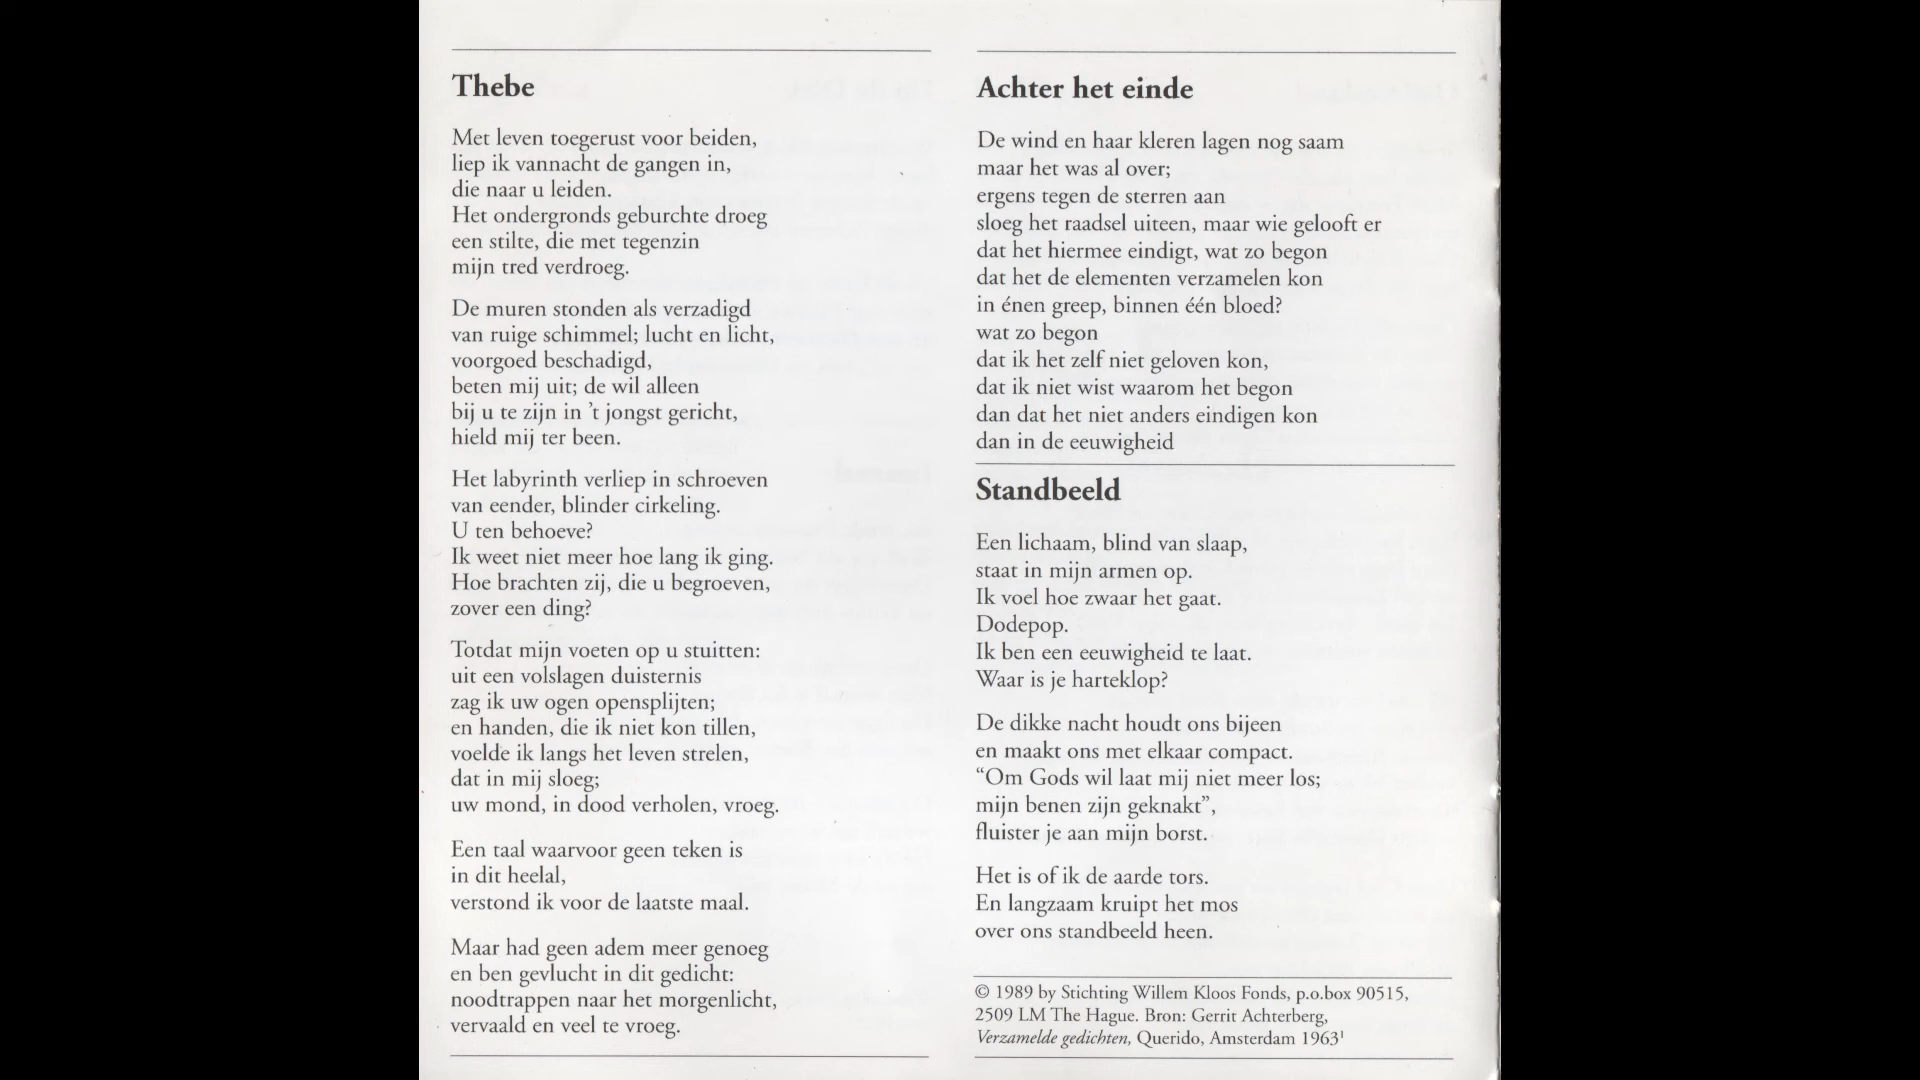 Thebe
Met leven toegerust voor beiden,
liep ik vannacht de gangen in,
die naar u leiden.
Het ondergronds geburchte droeg
een stilte, die met tegenzin
mijn tred verdroeg.
De muren stonden als verzadigd
van ruige schimmel; lucht en licht,
voorgoed beschadigd,
beten mij uit; de wil alleen
bij u te zijn in 't jongst gericht,
hield mij ter been.
Het labyrinth verliep in schroeven
van eender, blinder cirkeling.
U ten behoeve?
Ik weet niet meer hoe lang ik ging.
Hoe brachten zij, die u begroeven,
zover een ding?
Totdat mijn voeten op u stuitten:
uit een volslagen duisternis
zag ik uw ogen opensplijten;
en handen, die ik niet kon tillen,
voelde ik langs het leven strelen,
dat in mij sloeg;
uw mond, in dood verholen, vroeg.
Een taal waarvoor geen teken is
in dit heelal,
verstond ik voor de laatste maal.
Maar had geen adem meer genoeg
en ben gevlucht in dit gedicht:
noodtrappen naar het morgenlicht,
vervaald en veel te vroeg.
Achter het einde
De wind en haar kleren lagen nog saam
maar het was al over;
ergens tegen de sterren aan
sloeg het raadsel uiteen, maar wie gelooft er
dat het hiermee eindigt, wat zo begon
dat het de elementen verzamelen kon
in énen greep, binnen één bloed?
wat zo begon
dat ik het zelf niet geloven kon,
dat ik niet wist waarom het begon
dan dat het niet anders eindigen kon
dan in de eeuwigheid
Standbeeld
Een lichaam, blind van slaap,
staat in mijn armen op.
Ik voel hoe zwaar het gaat.
Dodepop.
Ik ben een eeuwigheid te laat.
Waar is je harteklop?
De dikke nacht houdt ons bijeen
en maakt ons met elkaar compact.
“Om Gods wil laat mij niet meer los;
mijn benen zijn geknakt”,
fluister je aan mijn borst.
Het is of ik de aarde tors.
En langzaam kruipt het mos
over ons standbeeld heen.
© 1989 by Stichting Willem Kloos Fonds, p.o.box 90515,
2509 LM The Hague. Bron: Gerrit Achterberg,
Verzamelde gedichten, Querido, Amsterdam 1963¹